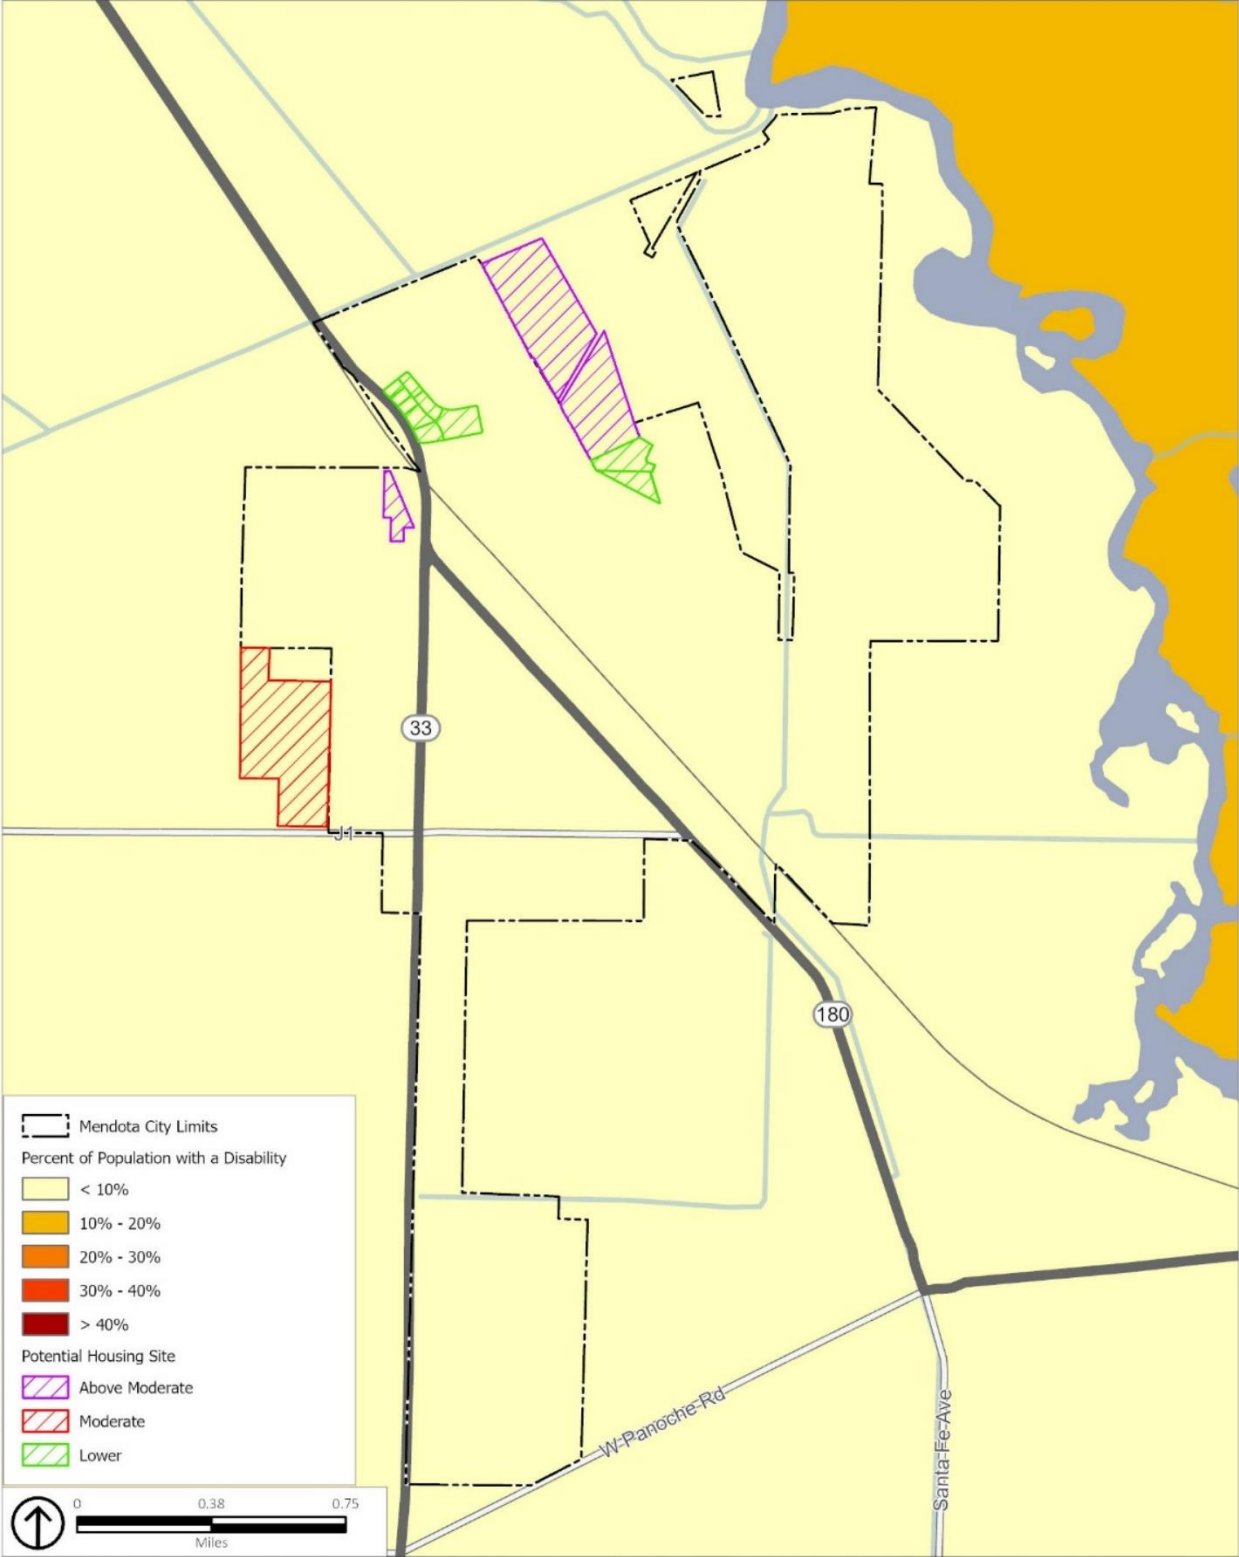 33
J1
180
W Panoche Rd
Santa Fe Ave
Mendota City Limits
Percent of Population with a Disability
< 10%
10% - 20%
20% - 30%
30% - 40%
> 40%
Potential Housing Site
Above Moderate
Moderate
Lower
0 0.38 0.75
Miles